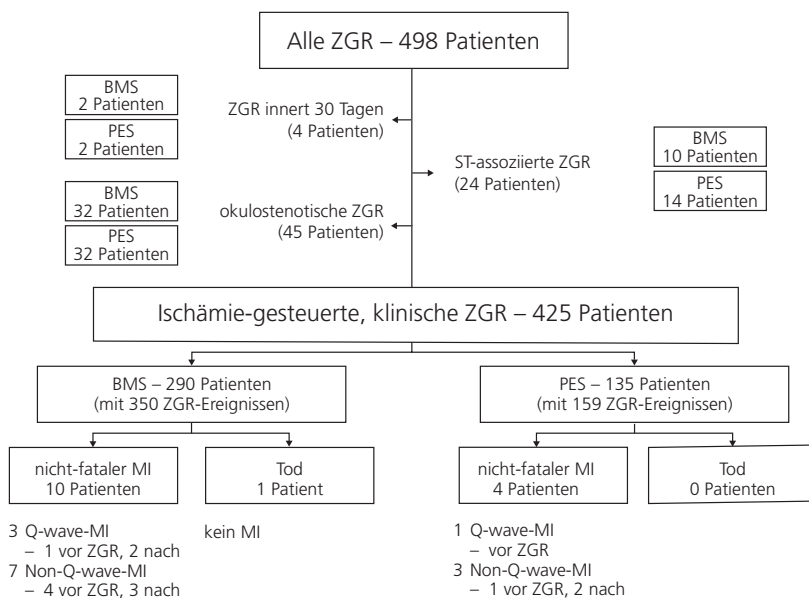 Alle ZGR – 498 Patienten
BMS
2 Patienten
PES
2 Patienten
ZGR innert 30 Tagen
(4 Patienten)
ST-assoziierte ZGR
(24 Patienten)
BMS
10 Patienten
PES
14 Patienten
BMS
32 Patienten
PES
32 Patienten
okulostenotische ZGR
(45 Patienten)
Ischämie-gesteuerte, klinische ZGR – 425 Patienten
BMS – 290 Patienten
(mit 350 ZGR-Ereignissen)
PES – 135 Patienten
(mit 159 ZGR-Ereignissen)
nicht-fataler MI
10 Patienten
Tod
1 Patient
nicht-fataler MI
4 Patienten
Tod
0 Patienten
3 Q-wave-MI
– 1 vor ZGR, 2 nach
7 Non-Q-wave-MI
– 4 vor ZGR, 3 nach
kein MI
1 Q-wave-MI
– vor ZGR
3 Non-Q-wave-MI
– 1 vor ZGR, 2 nach